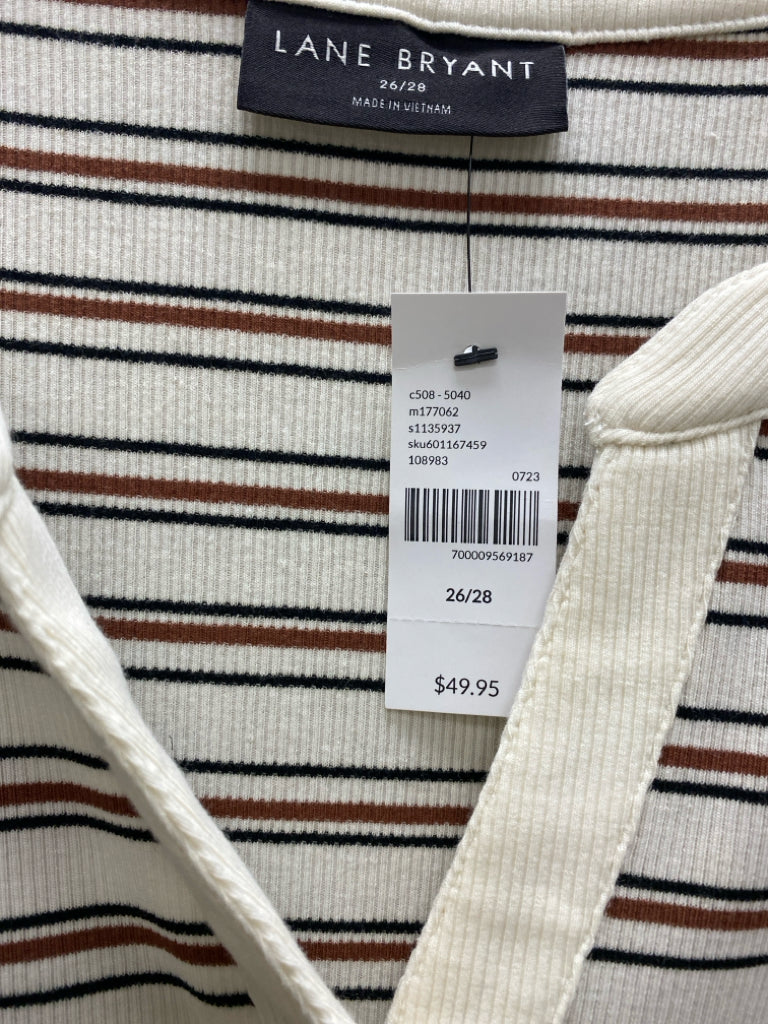 LANE BRYANT
26/28
MADE IN VIETNAM
c508 - 5040
m177062
s1135937
sku601167459
108983
0723
700009569187
26/28
$49.95